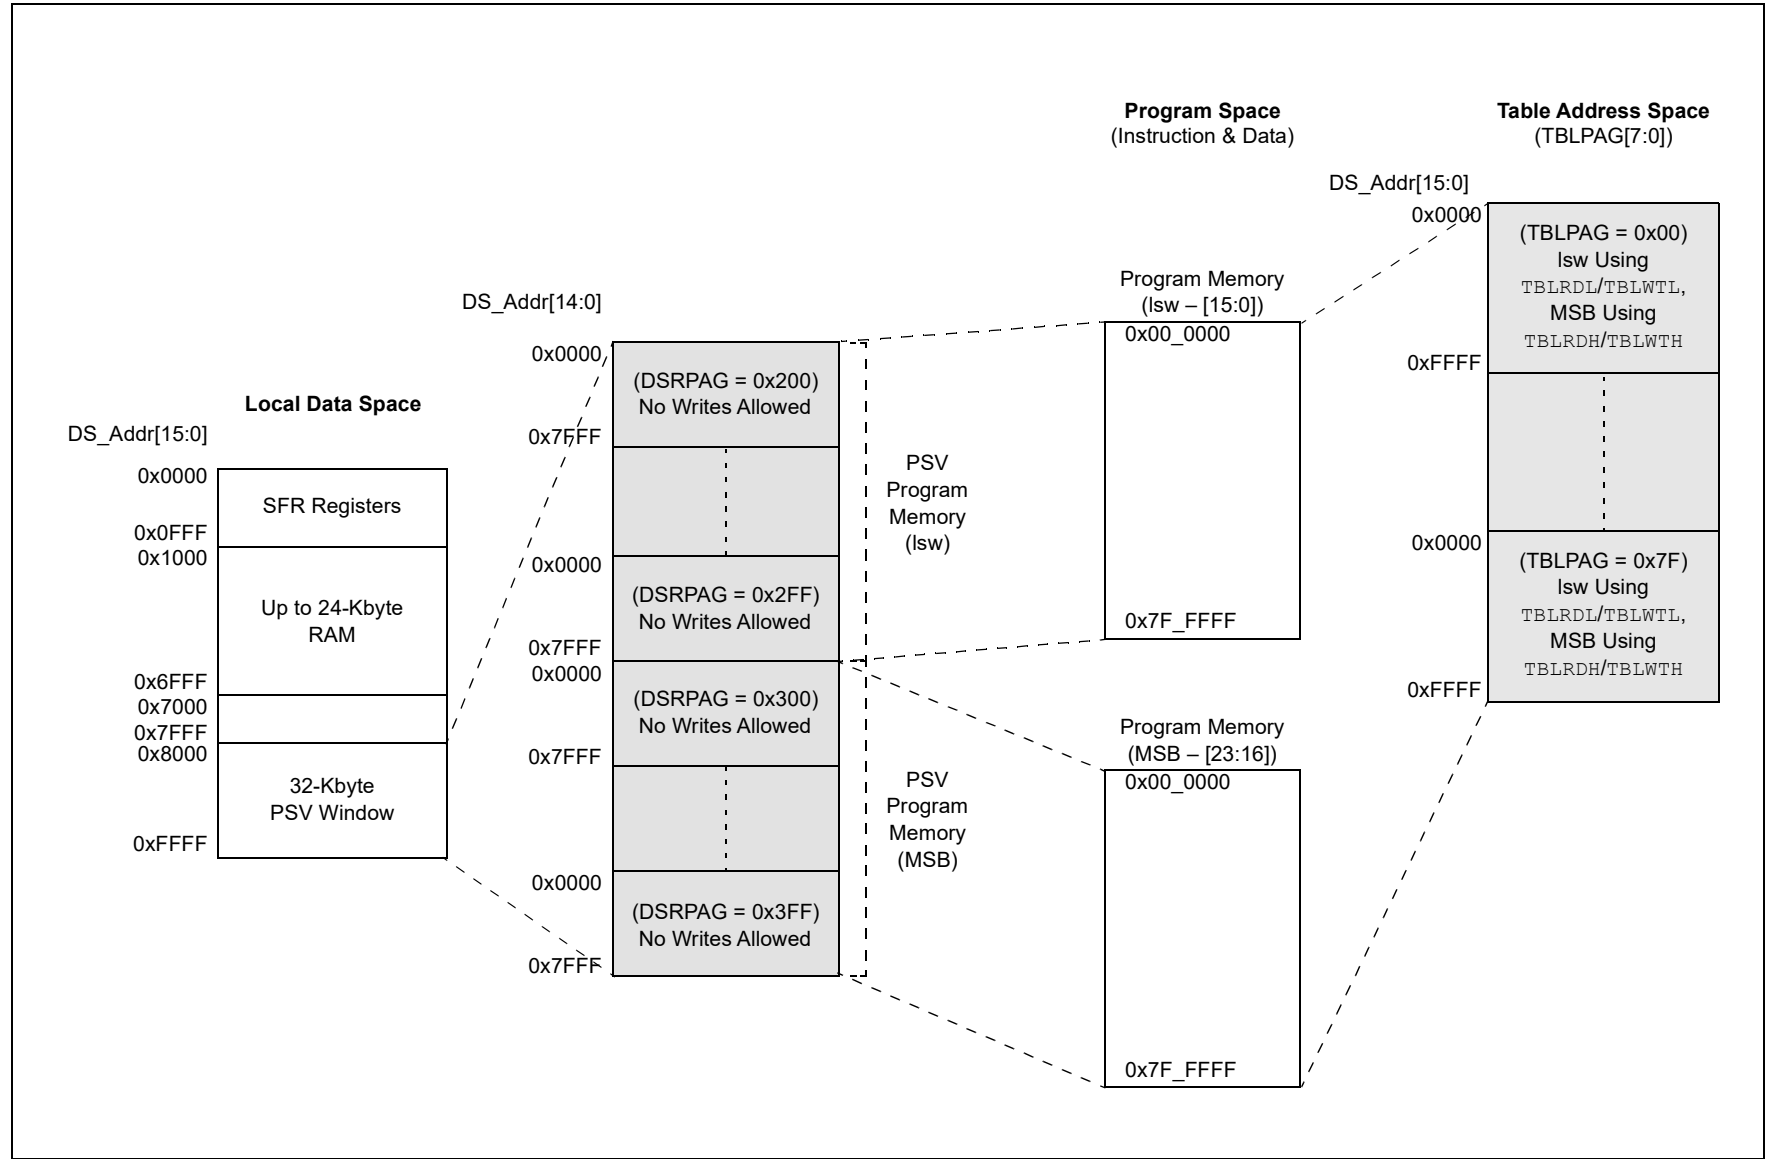 Local Data Space
DS_Addr[15:0]
0x0000
SFR Registers
0x0FFF
0x1000
Up to 24-Kbyte
RAM
0x6FFF
0x7000
0x7FFF
0x8000
32-Kbyte
PSV Window
0xFFFF
DS_Addr[14:0]
0x0000
(DSRPAG = 0x200)
No Writes Allowed
0x7FFF
0x0000
(DSRPAG = 0x2FF)
No Writes Allowed
0x7FFF
0x0000
(DSRPAG = 0x300)
No Writes Allowed
0x7FFF
0x0000
(DSRPAG = 0x3FF)
No Writes Allowed
0x7FFF
PSV
Program
Memory
(lsw)
PSV
Program
Memory
(MSB)
Program Space
(Instruction & Data)
Program Memory
(lsw – [15:0])
0x00_0000
0x7F_FFFF
Program Memory
(MSB – [23:16])
0x00_0000
0x7F_FFFF
Table Address Space
(TBLPAG[7:0])
DS_Addr[15:0]
0x0000
(TBLPAG = 0x00)
lsw Using
TBLRDL/TBLWTL,
MSB Using
TBLRDH/TBLWTH
0xFFFF
0x0000
(TBLPAG = 0x7F)
lsw Using
TBLRDL/TBLWTL,
MSB Using
TBLRDH/TBLWTH
0xFFFF